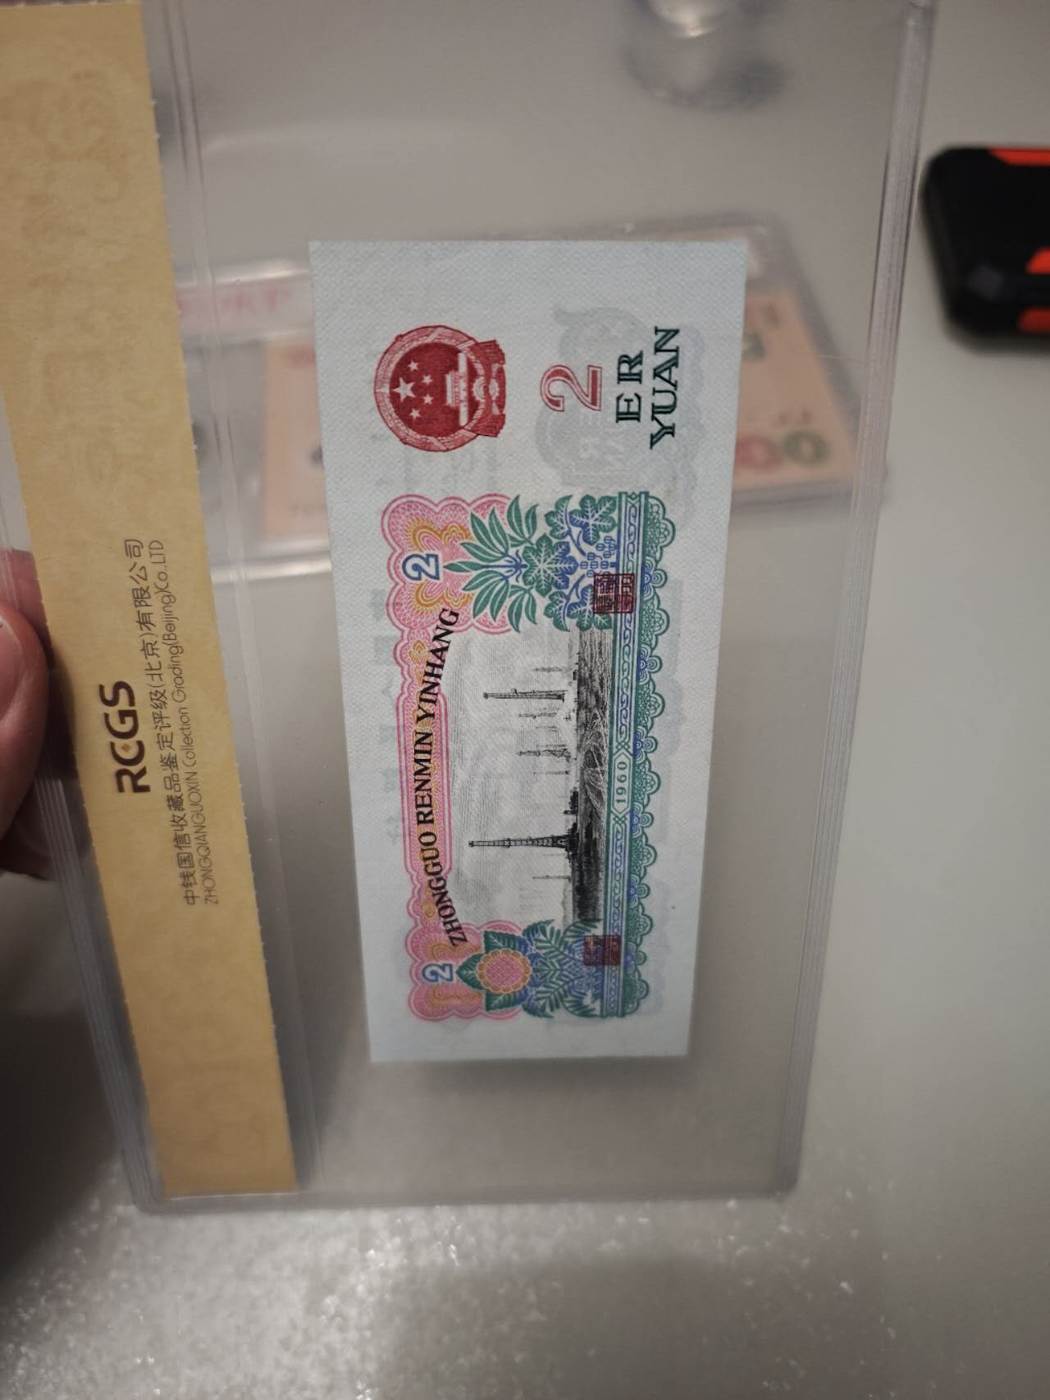 RCGS
中钱国信收藏品鉴定评级(北京)有限公司
ZHONGQIANGUOXIN Collection Grading(Beijing)Co.LTD
ZHONGGUO RENMIN YINHANG
2
2
2
ER
YUAN
1960